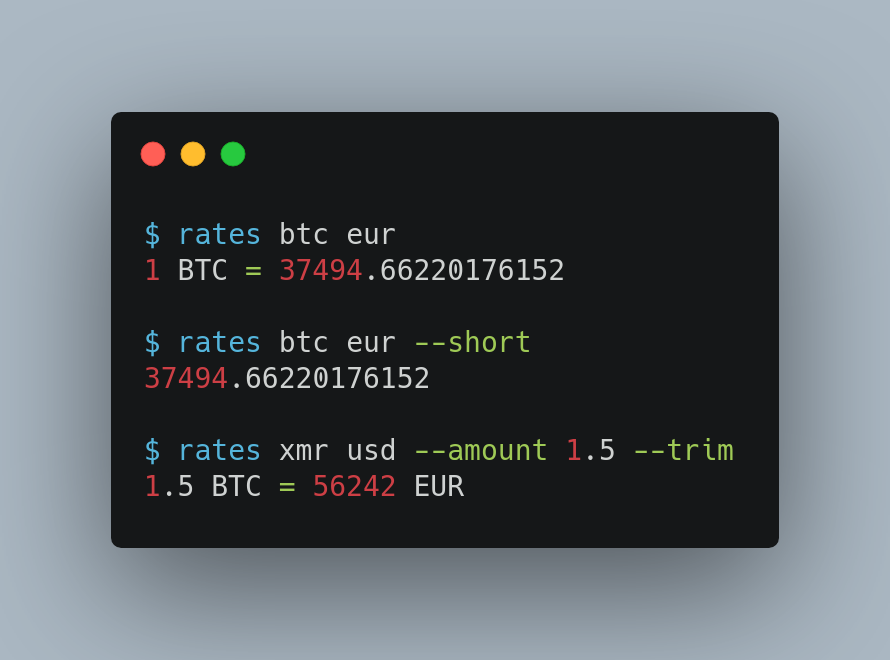 $ rates btc eur
1 BTC = 37494.66220176152
$ rates btc eur --short
37494.66220176152
$ rates xmr usd --amount 1.5 --trim
1.5 BTC = 56242 EUR